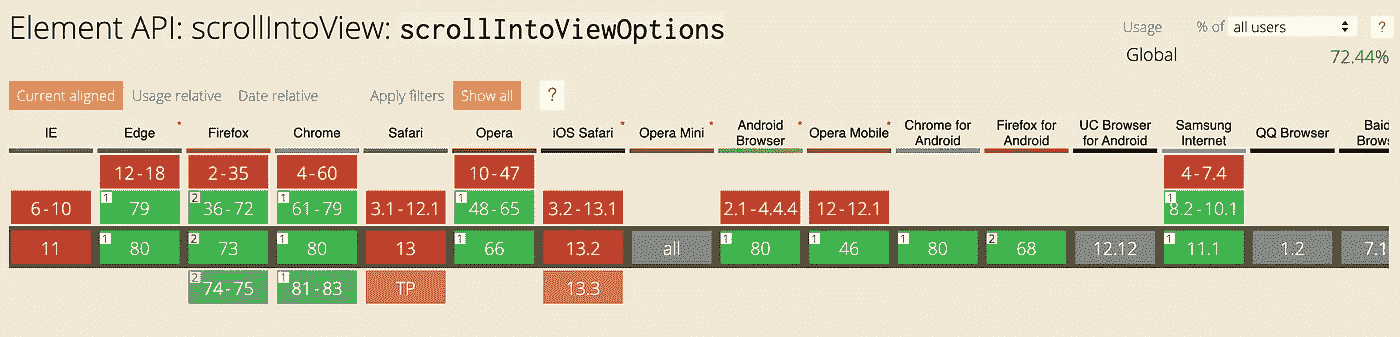 Element API: scrollIntoView: scrollIntoViewOptions
Usage % of all users ?
Global 72.44%
Current aligned Usage relative Date relative Apply filters Show all ?
IE Edge * Firefox Chrome Safari Opera iOS Safari * Opera Mini * Android Browser * Opera Mobile * Chrome for Android Firefox for Android UC Browser for Android Samsung Internet QQ Browser Baid Brows
12-18 2-35 4-60 10-47 4-7.4
6-10 1 79 2 36-72 1 61-79 3.1-12.1 1 48-65 3.2-13.1 2.1-4.4.4 12-12.1 1 8.2-10.1
11 1 80 2 73 1 80 13 1 66 13.2 all 1 80 1 46 1 80 2 68 12.12 1 11.1 1.2 7.1
2 74-75 1 81-83 TP 13.3